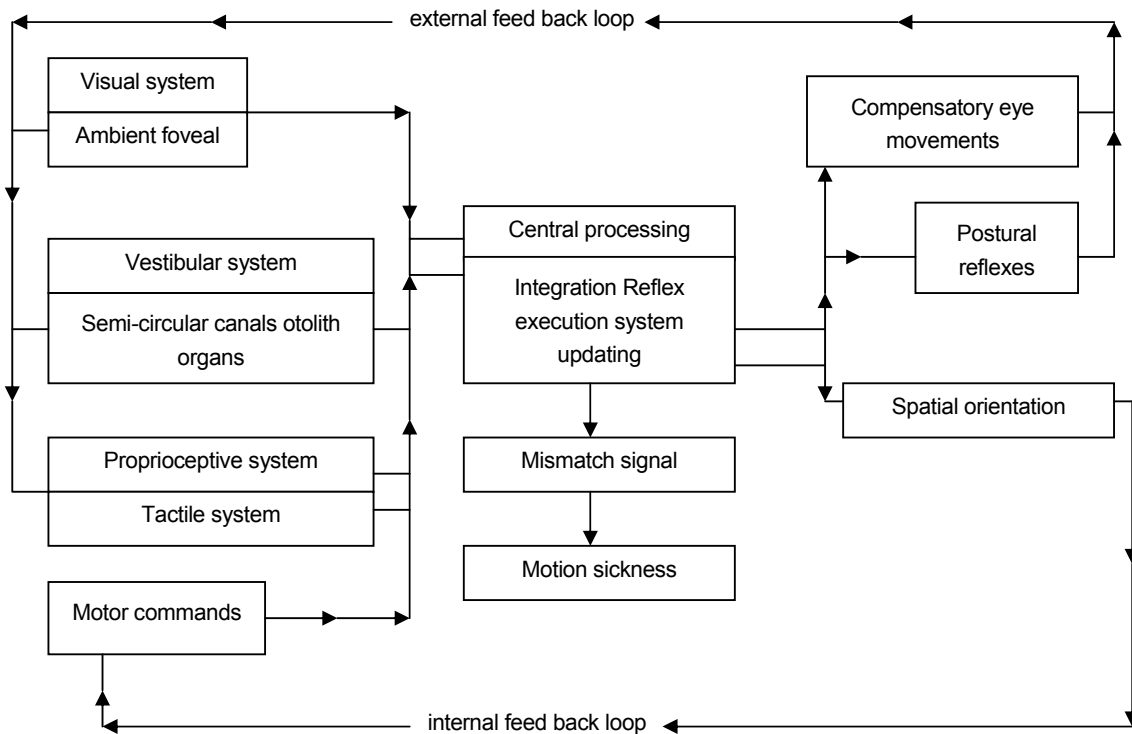 external feed back loop
Visual system
Ambient foveal
Vestibular system
Semi-circular canals otolith
organs
Proprioceptive system
Tactile system
Motor commands
Central processing
Integration Reflex
execution system
updating
Mismatch signal
Motion sickness
Compensatory eye
movements
Postural
reflexes
Spatial orientation
internal feed back loop